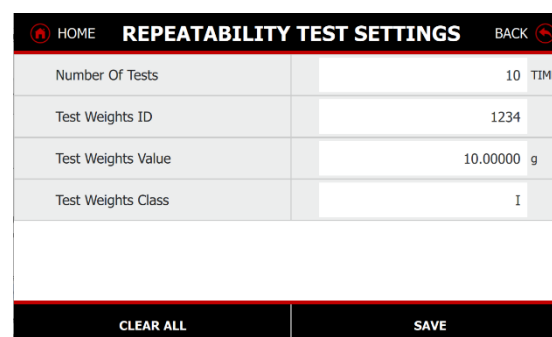 HOME REPEATABILITY TEST SETTINGS BACK
Number Of Tests 10 TIM
Test Weights ID 1234
Test Weights Value 10.00000 g
Test Weights Class I
CLEAR ALL SAVE